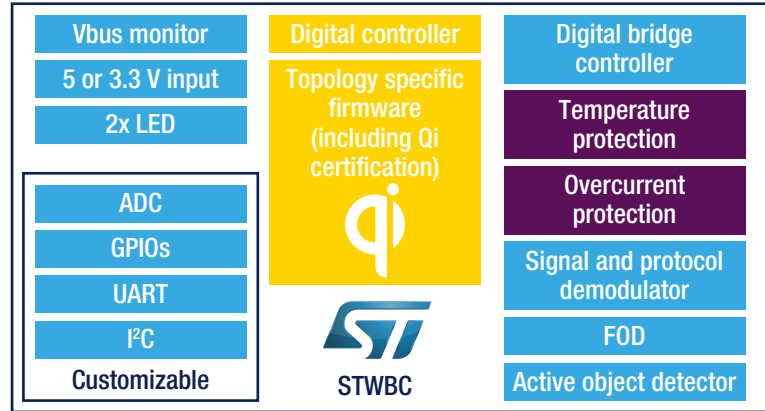 Vbus monitor
5 or 3.3 V input
2x LED
ADC
GPIOs
UART
I²C
Customizable
Digital controller
Topology specific
firmware
(including Qi
certification)
qi
ST
STWBC
Digital bridge
controller
Temperature
protection
Overcurrent
protection
Signal and protocol
demodulator
FOD
Active object detector